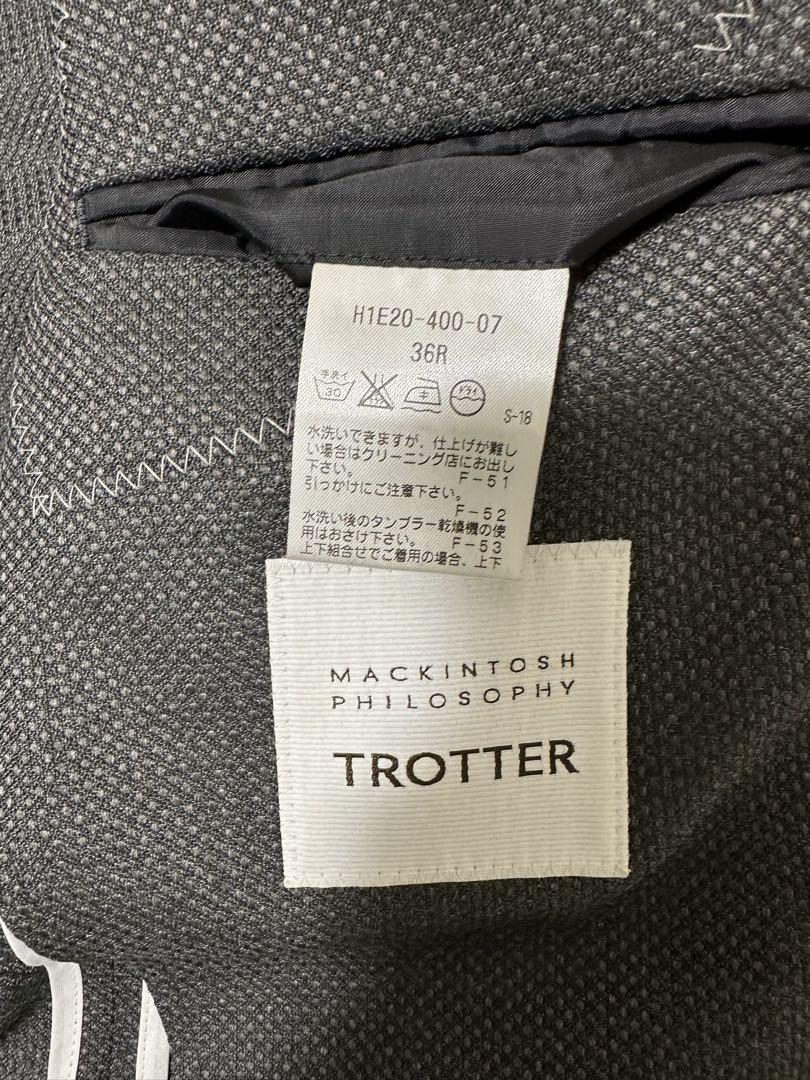 H1E20-400-07
36R
手洗イ
30
ドライ
S-18
水洗いできますが、仕上げが難し
い場合はクリーニング店にお出し
下さい。
F-51
引っかけにご注意下さい。
F-52
水洗い後のタンブラー乾燥機の使
用はおさけ下さい。 F-53
上下組合せでご着用の場合、上下
MACKINTOSH
PHILOSOPHY
TROTTER